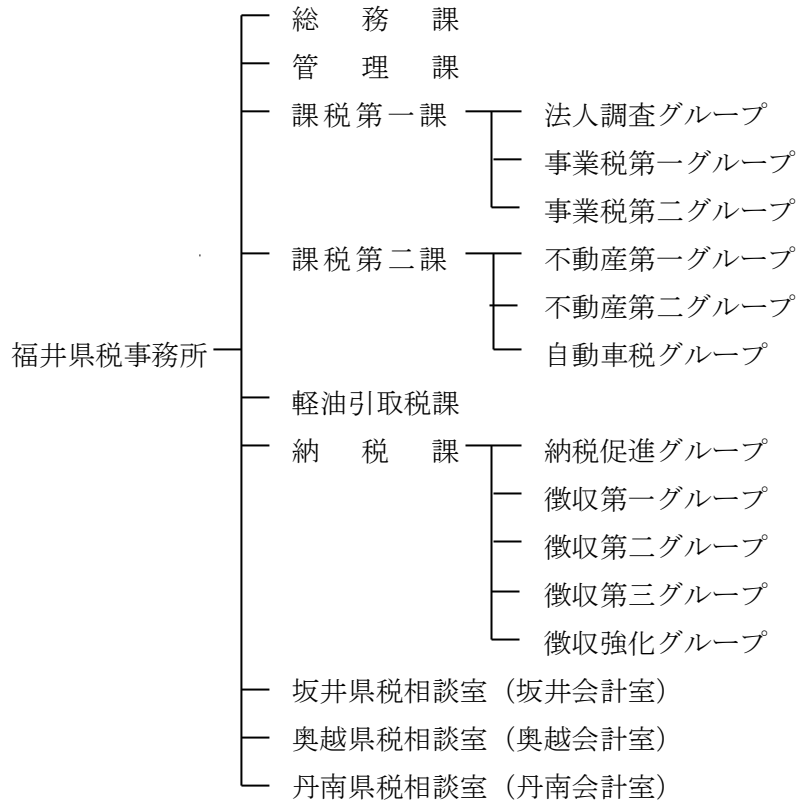 総務課
管理課
課税第一課 法人調査グループ
事業税第一グループ
事業税第二グループ
課税第二課 不動産第一グループ
不動産第二グループ
福井県税事務所 自動車税グループ
軽油引取税課
納税課 納税促進グループ
徴収第一グループ
徴収第二グループ
徴収第三グループ
徴収強化グループ
坂井県税相談室（坂井会計室）
奥越県税相談室（奥越会計室）
丹南県税相談室（丹南会計室）